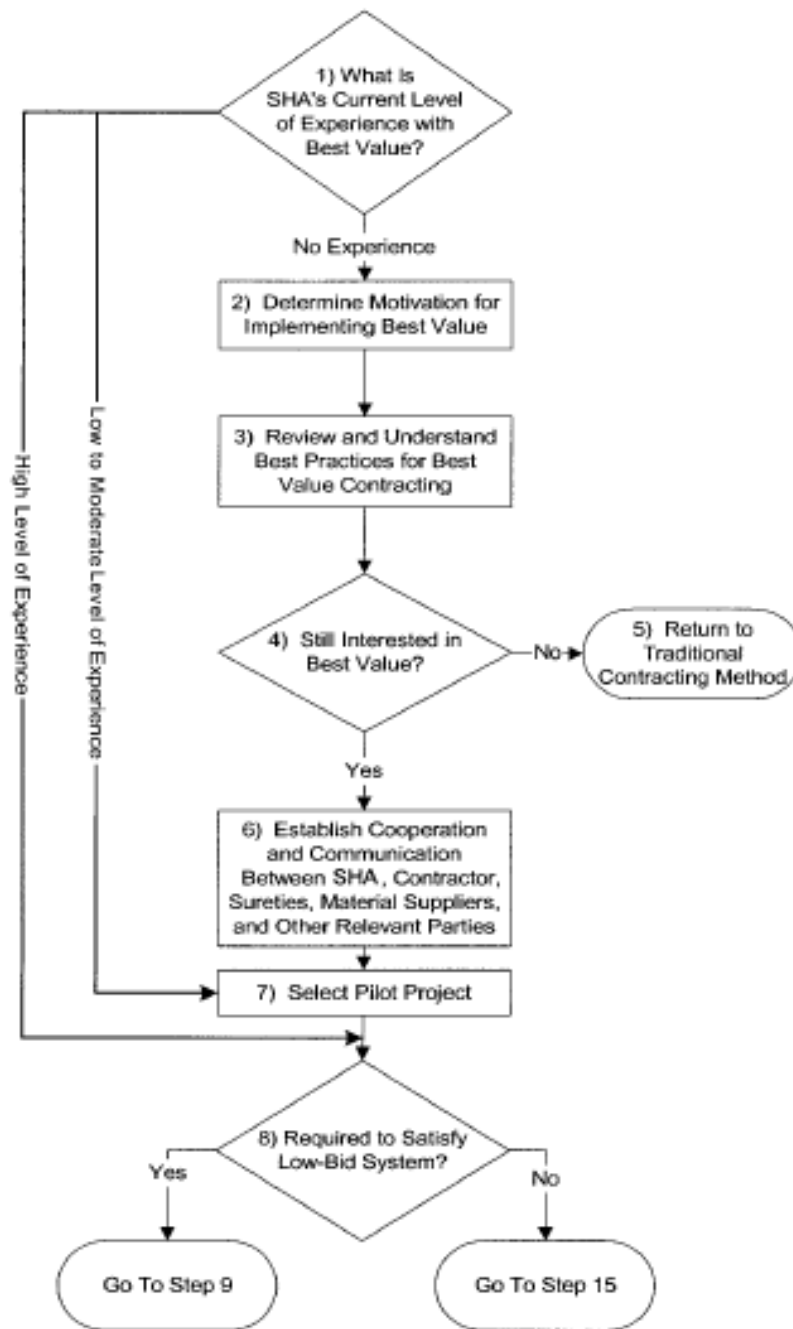 1) What Is
SHA's Current Level
of Experience with
Best Value?
No Experience
2) Determine Motivation for
Implementing Best Value
3) Review and Understand
Best Practices for Best
Value Contracting
Low to Moderate Level of Experience
High Level of Experience
4) Still Interested in
Best Value?
No
5) Return to
Traditional
Contracting Method
Yes
6) Establish Cooperation
and Communication
Between SHA, Contractor,
Sureties, Material Suppliers,
and Other Relevant Parties
7) Select Pilot Project
8) Required to Satisfy
Low-Bid System?
Yes
No
Go To Step 9
Go To Step 15